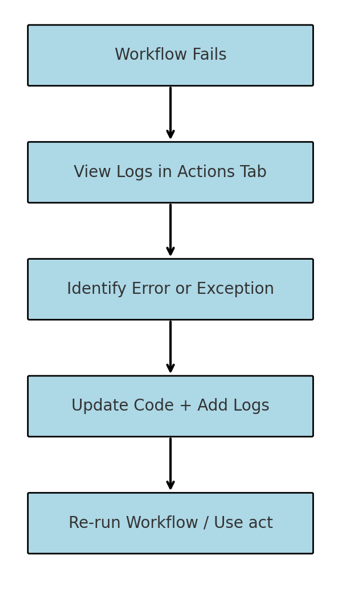 Workflow Fails
View Logs in Actions Tab
Identify Error or Exception
Update Code + Add Logs
Re-run Workflow / Use act